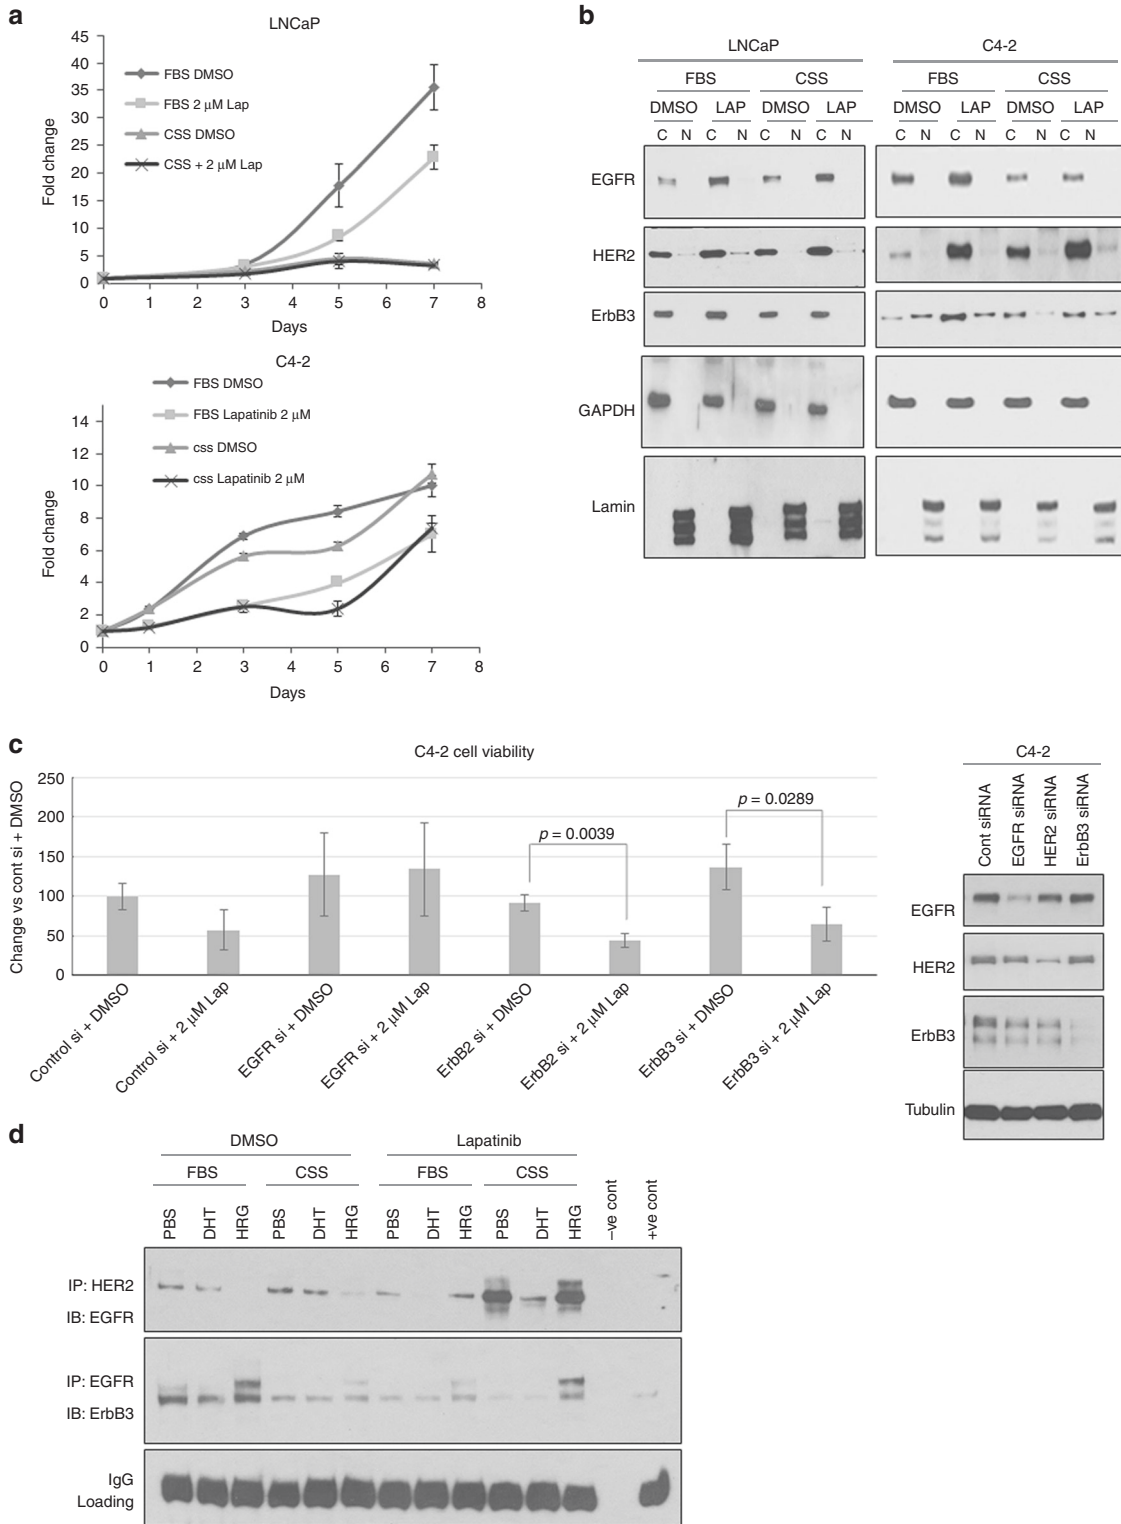 a
LNCaP
45
40
35
30
25
20
15
10
5
0
Fold change
FBS DMSO
FBS 2 μM Lap
CSS DMSO
CSS + 2 μM Lap
0 1 2 3 4 5 6 7 8
Days
C4-2
FBS DMSO
FBS Lapatinib 2 μM
css DMSO
css Lapatinib 2 μM
14
12
10
8
6
4
2
0
Fold change
0 1 2 3 4 5 6 7 8
Days
b
LNCaP C4-2
FBS CSS FBS CSS
DMSO LAP DMSO LAP DMSO LAP DMSO LAP
C N C N C N C N C N C N C N C N
EGFR
HER2
ErbB3
GAPDH
Lamin
c
C4-2 cell viability
Change vs cont si + DMSO
250
200
150
100
50
0
p = 0.0039
p = 0.0289
Control si + DMSO
Control si + 2 μM Lap
EGFR si + DMSO
EGFR si + 2 μM Lap
ErbB2 si + DMSO
ErbB2 si + 2 μM Lap
ErbB3 si + DMSO
ErbB3 si + 2 μM Lap
C4-2
Cont siRNA
EGFR siRNA
HER2 siRNA
ErbB3 siRNA
EGFR
HER2
ErbB3
Tubulin
d
DMSO Lapatinib
FBS CSS FBS CSS
PBS DHT HRG PBS DHT HRG PBS DHT HRG PBS DHT HRG –ve cont +ve cont
IP: HER2
IB: EGFR
IP: EGFR
IB: ErbB3
IgG
Loading